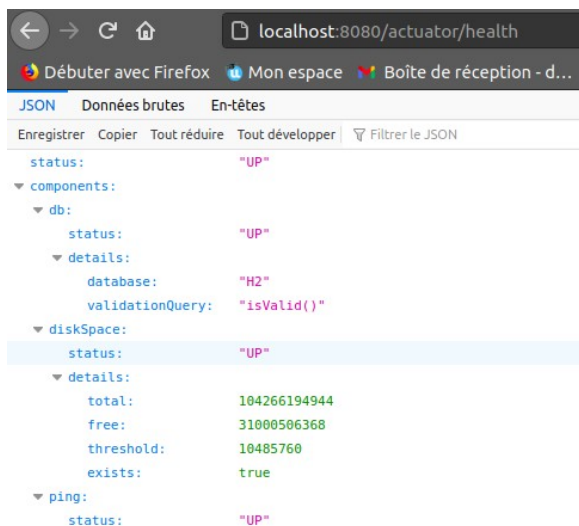 localhost:8080/actuator/health
Débuter avec Firefox Mon espace Boîte de réception - d...
JSON Données brutes En-têtes
Enregistrer Copier Tout réduire Tout développer Filtrer le JSON
status: "UP"
components:
db:
status: "UP"
details:
database: "H2"
validationQuery: "isValid()"
diskSpace:
status: "UP"
details:
total: 104266194944
free: 31000506368
threshold: 10485760
exists: true
ping:
status: "UP"